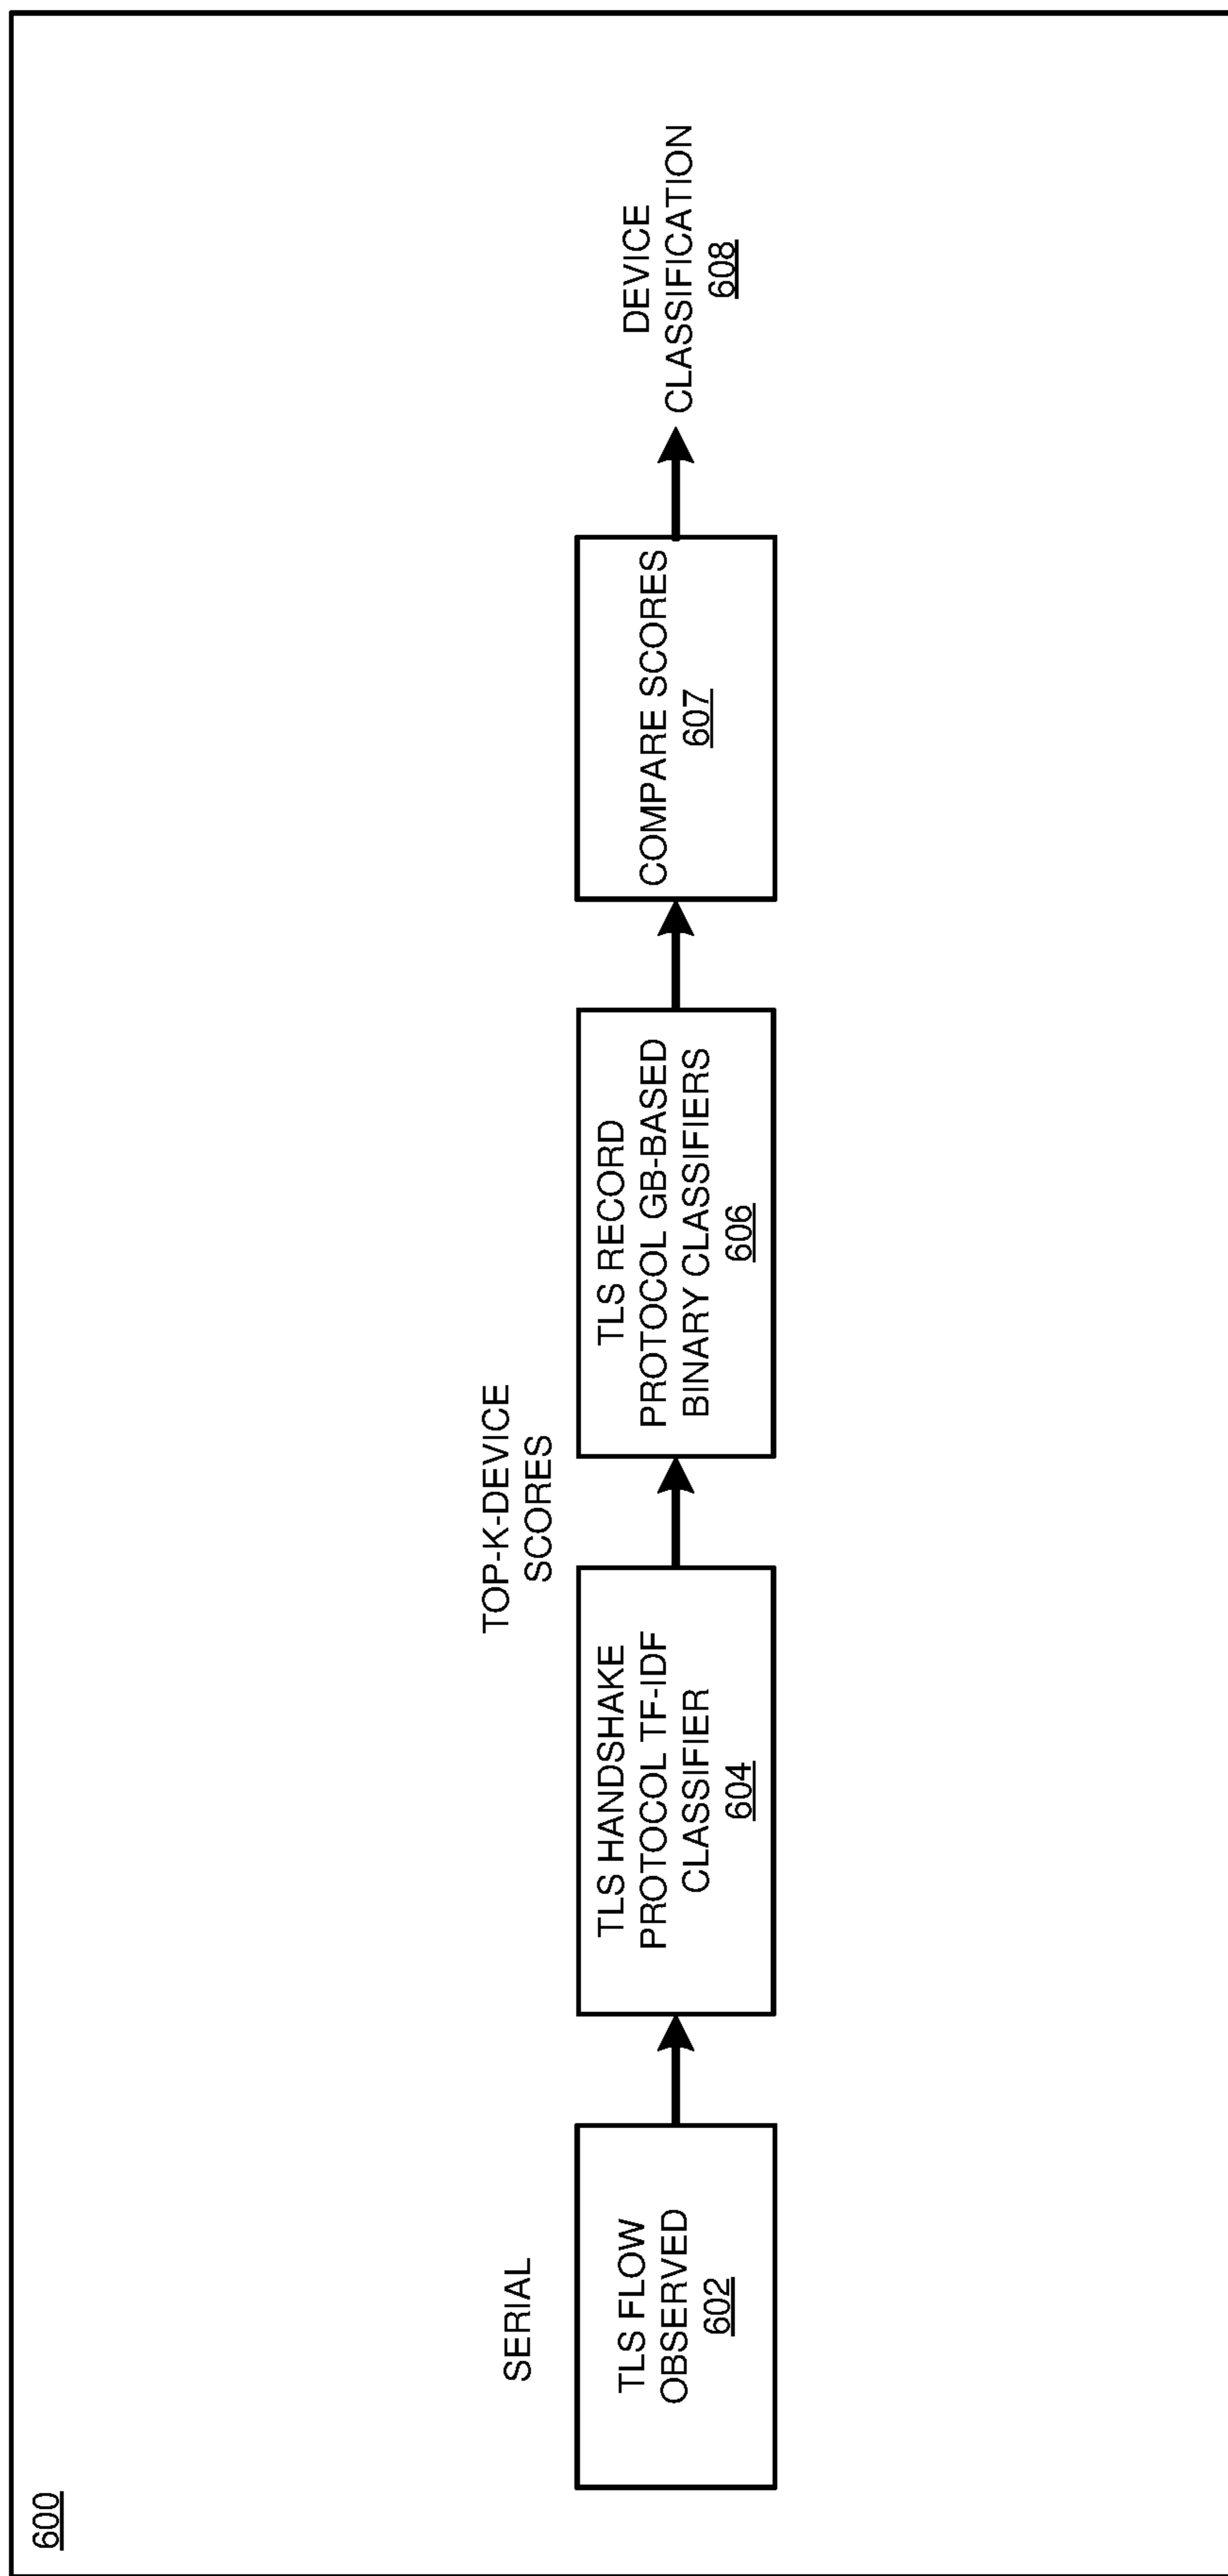 600
SERIAL
TLS FLOW
OBSERVED
602
TLS HANDSHAKE
PROTOCOL TF-IDF
CLASSIFIER
604
TOP-K-DEVICE
SCORES
TLS RECORD
PROTOCOL GB-BASED
BINARY CLASSIFIERS
606
COMPARE SCORES
607
DEVICE
CLASSIFICATION
608